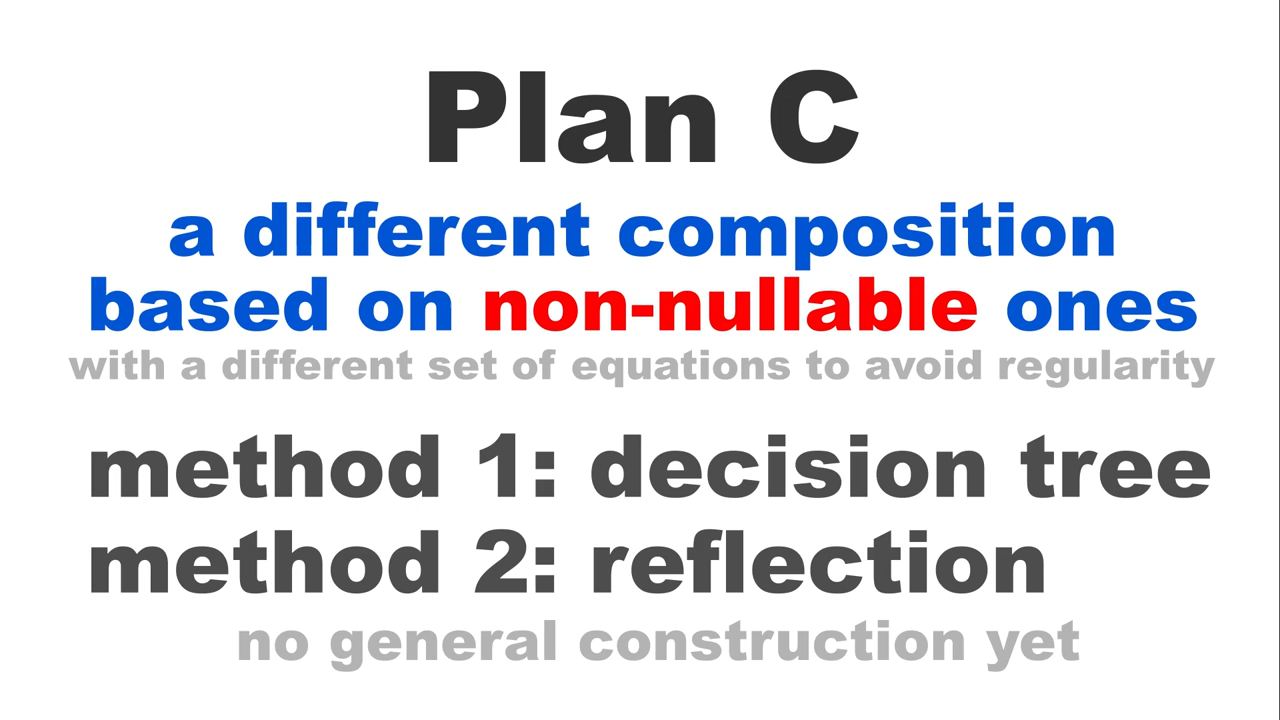 Plan C
a different composition
based on non-nullable ones
with a different set of equations to avoid regularity
method 1: decision tree
method 2: reflection
no general construction yet